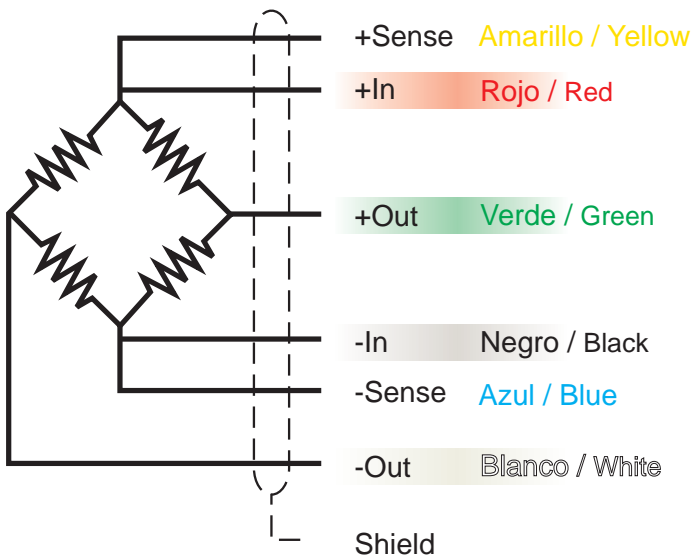 +Sense Amarillo / Yellow
+In Rojo / Red
+Out Verde / Green
-In Negro / Black
-Sense Azul / Blue
-Out Blanco / White
Shield